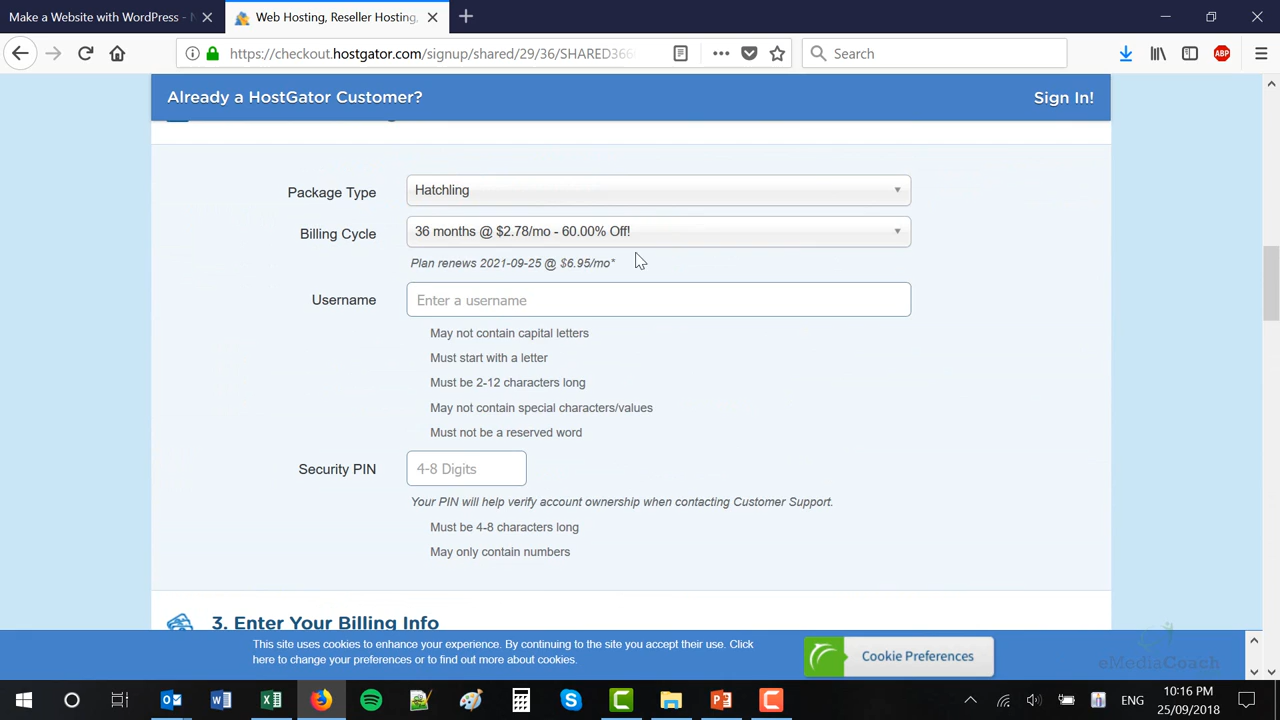 Make a Website with WordPress -
Web Hosting, Reseller Hosting,
https://checkout.hostgator.com/signup/shared/29/36/SHARED366
Search
ABP
Already a HostGator Customer?
Sign In!
Package Type
Hatchling
Billing Cycle
36 months @ $2.78/mo - 60.00% Off!
Plan renews 2021-09-25 @ $6.95/mo*
Username
Enter a username
May not contain capital letters
Must start with a letter
Must be 2-12 characters long
May not contain special characters/values
Must not be a reserved word
Security PIN
4-8 Digits
Your PIN will help verify account ownership when contacting Customer Support.
Must be 4-8 characters long
May only contain numbers
3. Enter Your Billing Info
This site uses cookies to enhance your experience. By continuing to the site you accept their use. Click
here to change your preferences or to find out more about cookies.
Cookie Preferences
eMediaCoach
ENG
10:16 PM
25/09/2018